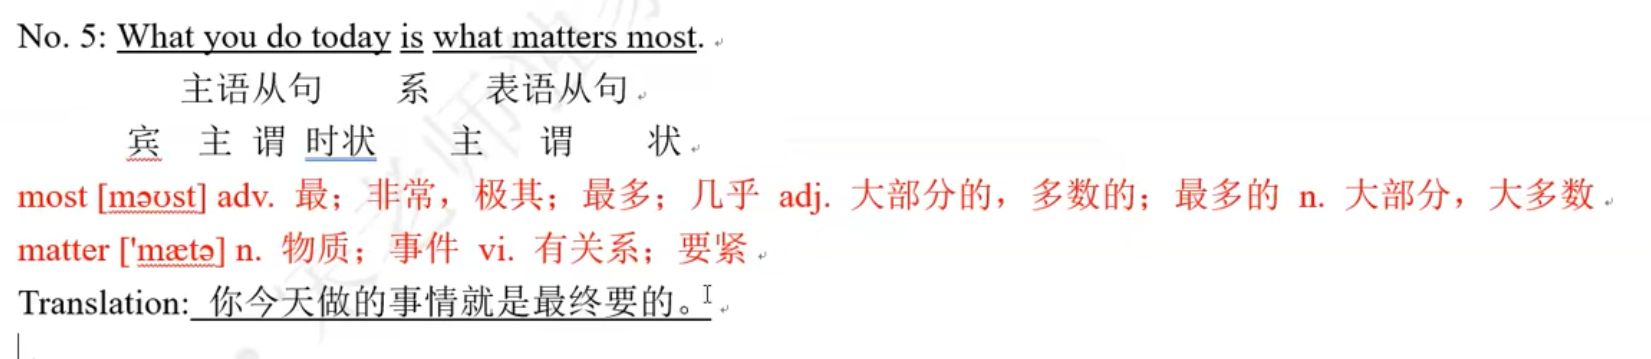 No. 5: What you do today is what matters most.
主语从句 系 表语从句
宾 主 谓 时状 主 谓 状
most [məʊst] adv. 最；非常，极其；最多；几乎 adj. 大部分的，多数的；最多的 n. 大部分，大多数
matter ['mætə] n. 物质；事件 vi. 有关系；要紧
Translation: 你今天做的事情就是最终要的。